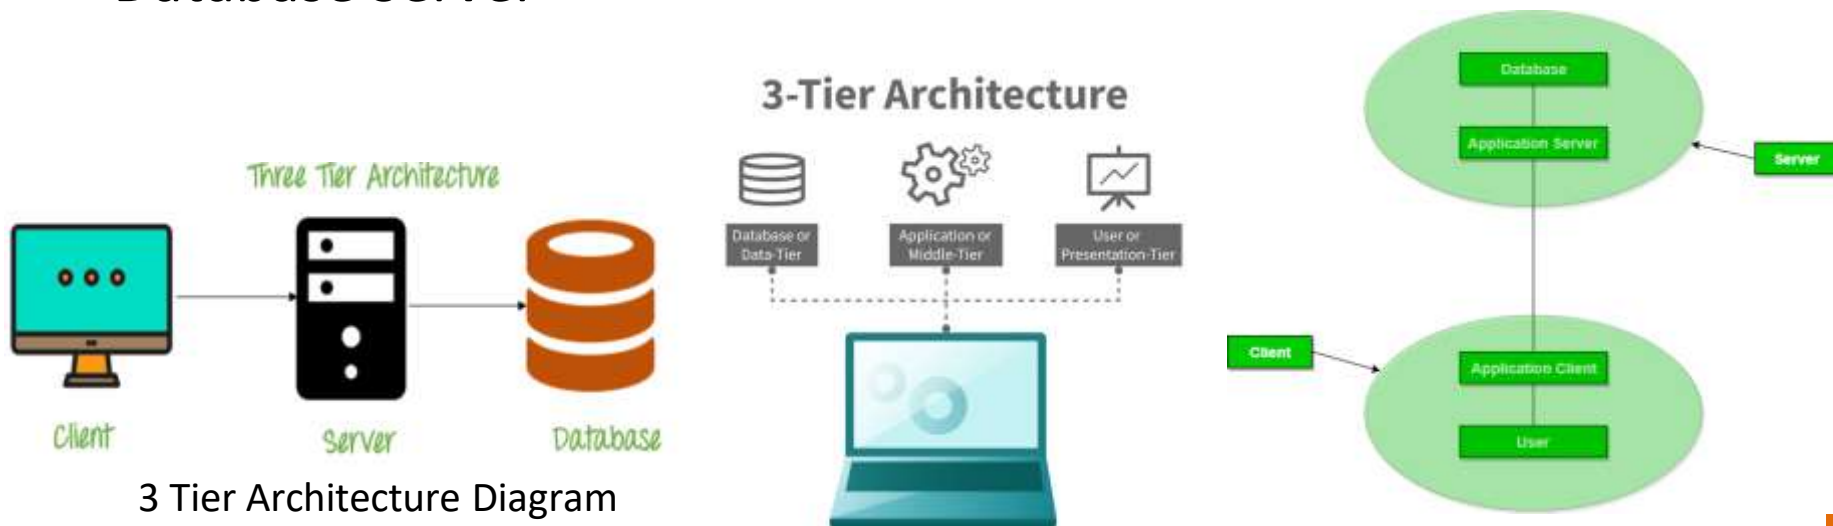 Database server
Three Tier Architecture
Client
Server
Database
3 Tier Architecture Diagram
3-Tier Architecture
Database or
Data-Tier
Application or
Middle-Tier
User or
Presentation-Tier
Database
Application Server
Server
Client
Application Client
User